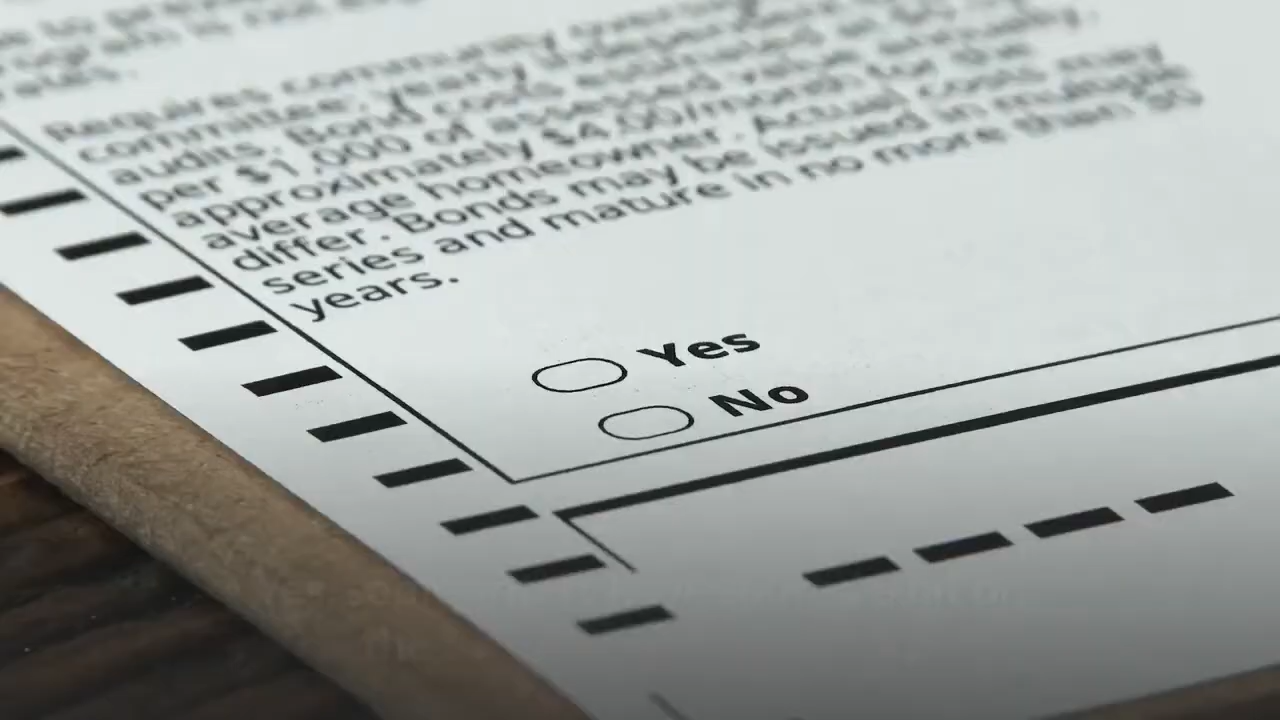 Requires community oversight
committee, yearly independent
audits. Bond costs estimated at $0.19
per $1,000 of assessed value annually,
approximately $4.00/month for the
average homeowner. Actual costs may
differ. Bonds may be issued in multiple
series and mature in no more than 30
years.
Yes
No